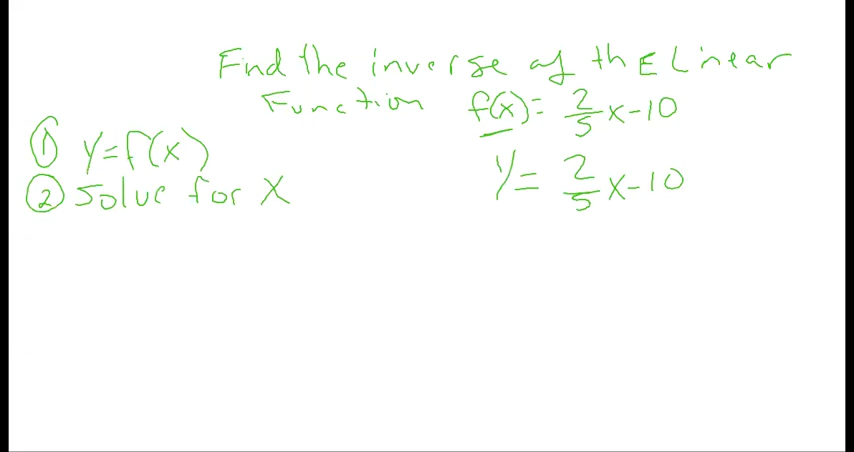 Find the inverse of thE Linear
Function f(x) = 2/5 x - 10
① y = f(x)
② Solve for X
y = 2/5 x - 10